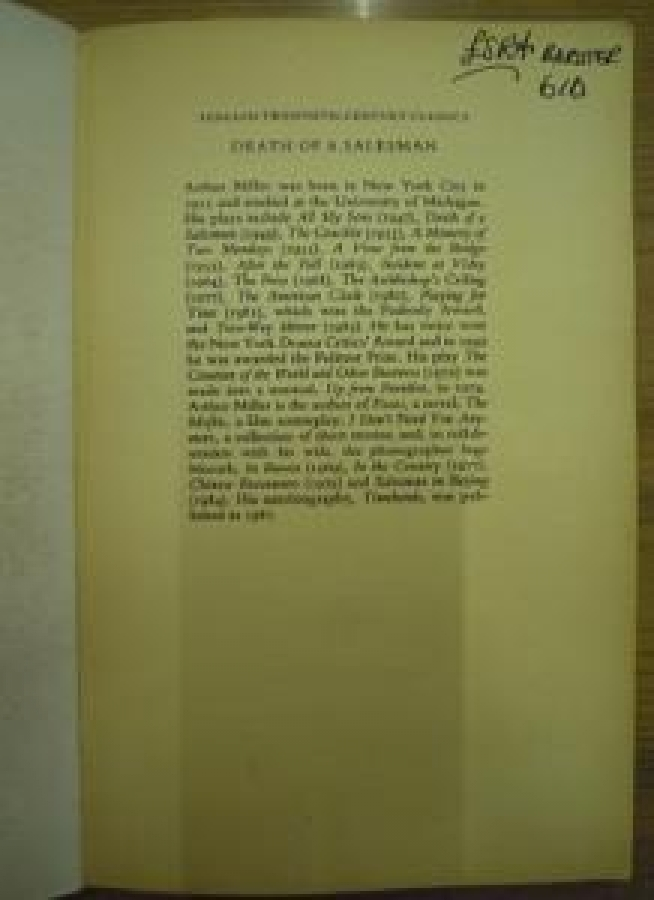 610
PENGUIN TWENTIETH-CENTURY CLASSICS
DEATH OF A SALESMAN
Arthur Miller was born in New York City in
1915 and studied at the University of Michigan.
His plays include All My Sons (1947), Death of a
Salesman (1949), The Crucible (1953), A Memory of
Two Mondays (1955), A View from the Bridge
(1955), After the Fall (1963), Incident at Vichy
(1964), The Price (1968), The Archbishop's Ceiling
(1977), The American Clock (1980), Playing for
Time (1981), which won the Peabody Award,
and Two-Way Mirror (1985). He has twice won
the New York Drama Critics' Award and in 1949
he was awarded the Pulitzer Prize. His play The
Creation of the World and Other Business (1972) was
made into a musical, Up from Paradise, in 1974.
Arthur Miller is the author of Focus, a novel, The
Misfits, a film screenplay, I Don't Need You Any-
more, a collection of short stories and, in collab-
oration with his wife, the photographer Inge
Morath, In Russia (1969), In the Country (1977),
Chinese Encounters (1979) and Salesman in Beijing
(1984). His autobiography, Timebends, was pub-
lished in 1987.